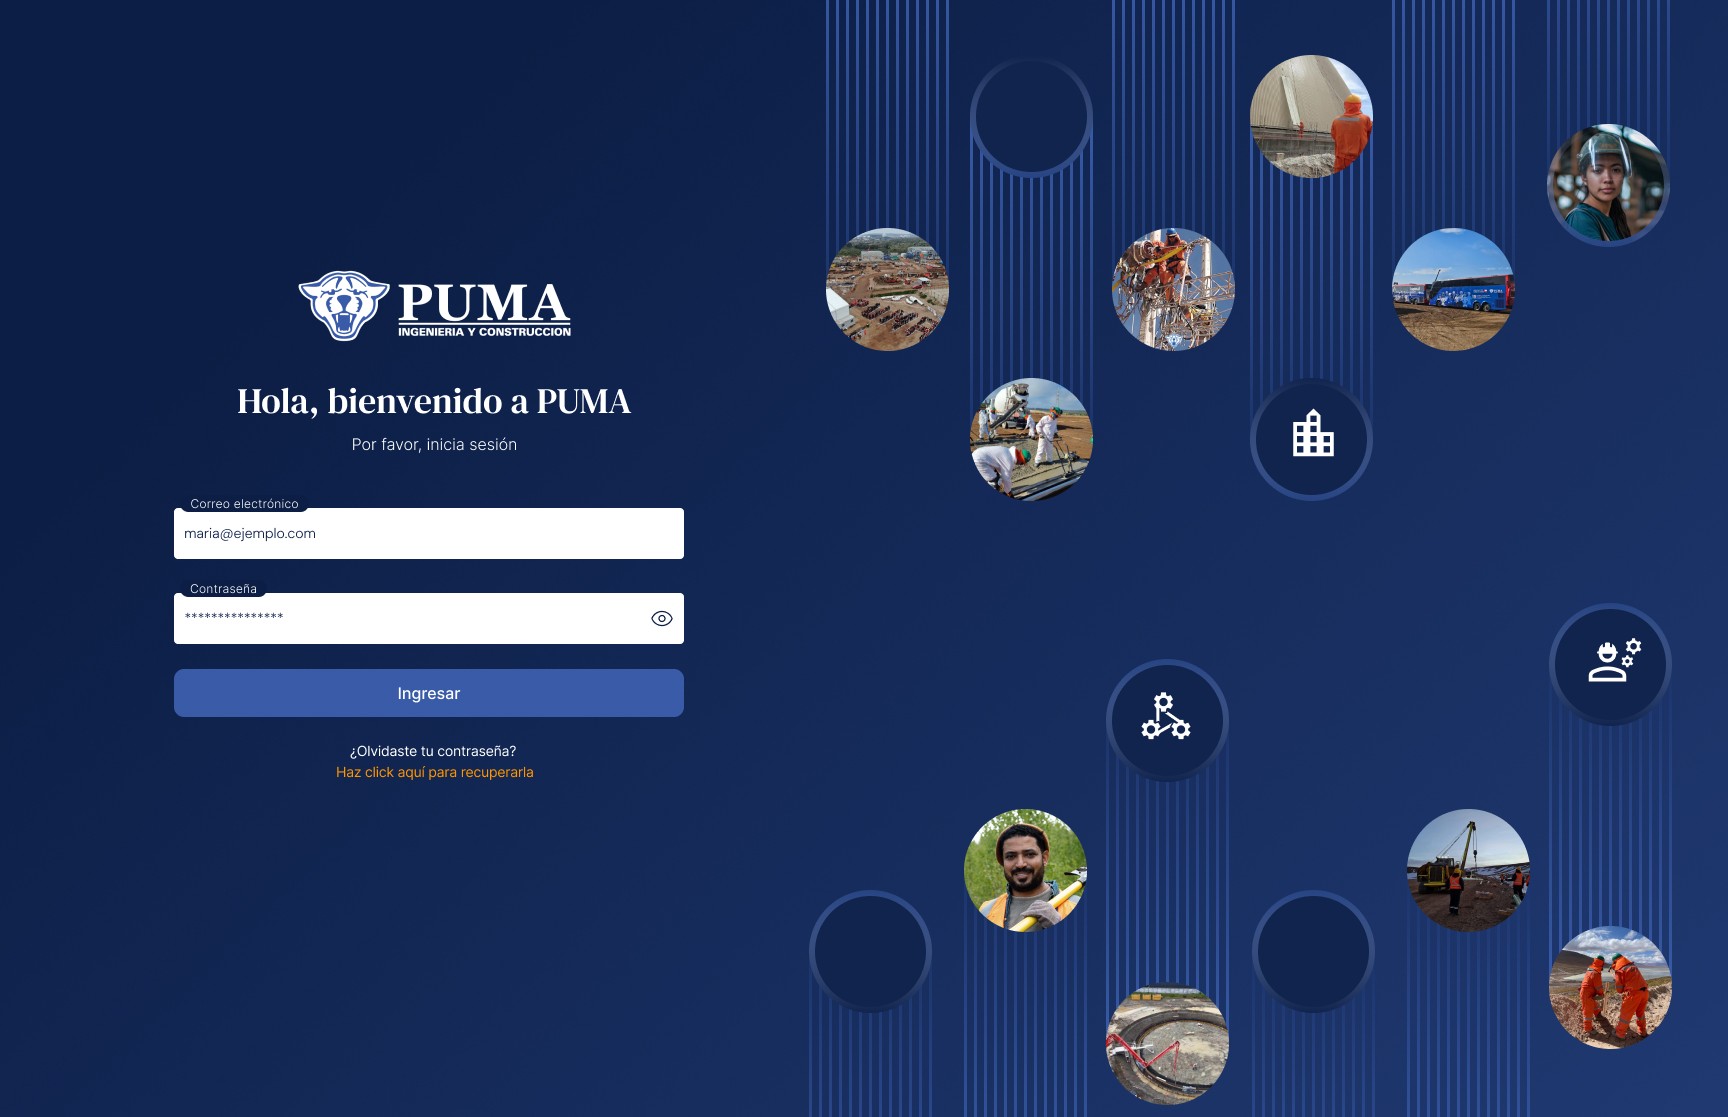 PUMA
INGENIERIA Y CONSTRUCCION
Hola, bienvenido a PUMA
Por favor, inicia sesión
Correo electrónico
maria@ejemplo.com
Contraseña
***************
Ingresar
¿Olvidaste tu contraseña?
Haz click aquí para recuperarla